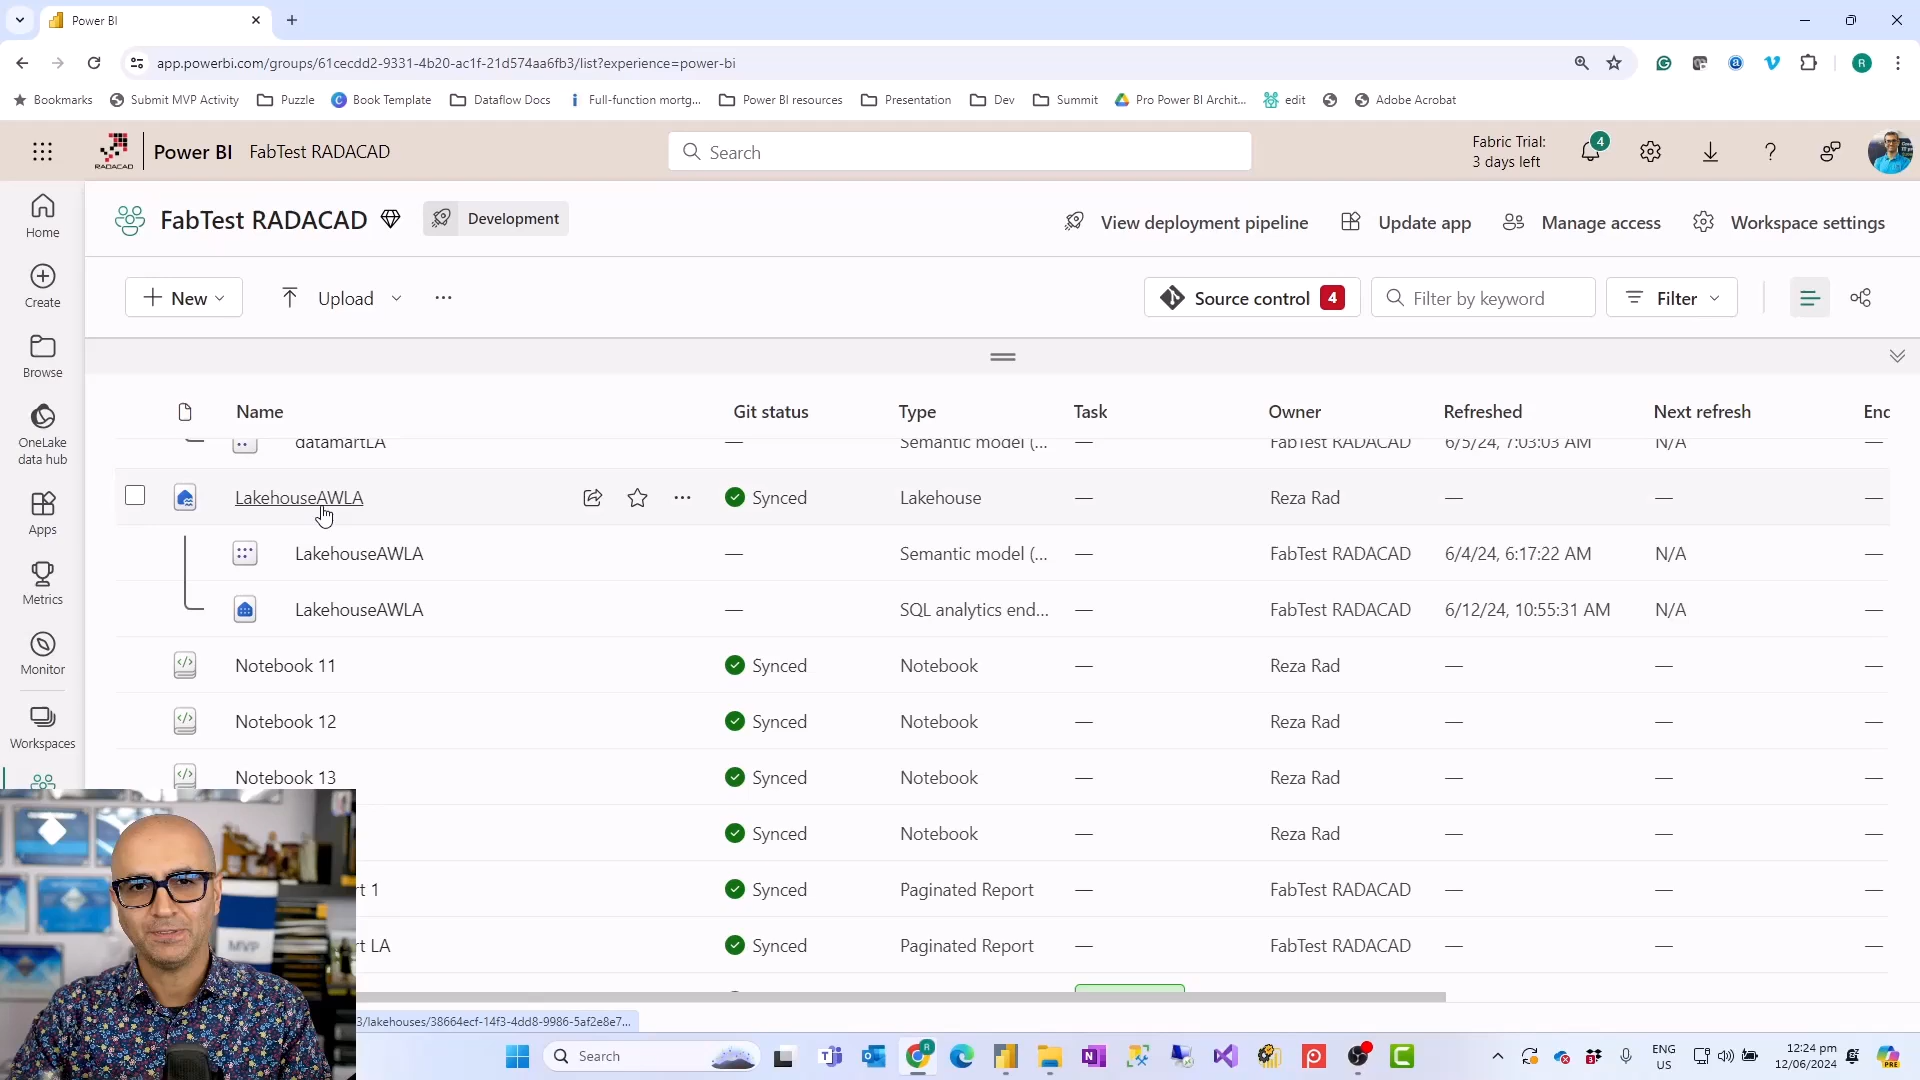 Power BI
app.powerbi.com/groups/61cecdd2-9331-4b20-ac1f-21d574aa6fb3/list?experience=power-bi
Bookmarks Submit MVP Activity Puzzle Book Template Dataflow Docs Full-function mortg... Power BI resources Presentation Dev Summit Pro Power BI Archit... edit Adobe Acrobat
RADACAD Power BI FabTest RADACAD Search Fabric Trial: 4
3 days left
Home
Create
Browse
OneLake
data hub
Apps
Metrics
Monitor
Workspaces
FabTest RADACAD Development View deployment pipeline Update app Manage access Workspace settings
New Upload Source control 4 Filter by keyword Filter
Name Git status Type Task Owner Refreshed Next refresh End
datamartLA — Semantic model (... — FabTest RADACAD 6/5/24, 7:03:03 AM N/A —
LakehouseAWLA Synced Lakehouse — Reza Rad — — —
LakehouseAWLA — Semantic model (... — FabTest RADACAD 6/4/24, 6:17:22 AM N/A —
LakehouseAWLA — SQL analytics end... — FabTest RADACAD 6/12/24, 10:55:31 AM N/A —
Notebook 11 Synced Notebook — Reza Rad — — —
Notebook 12 Synced Notebook — Reza Rad — — —
Notebook 13 Synced Notebook — Reza Rad — — —
Synced Notebook — Reza Rad — — —
rt 1 Synced Paginated Report — FabTest RADACAD — — —
rt LA Synced Paginated Report — FabTest RADACAD — — —
MVP
3/lakehouses/38664ecf-14f3-4dd8-9986-5af2e8e7...
Search ENG 12:24 pm
US 12/06/2024